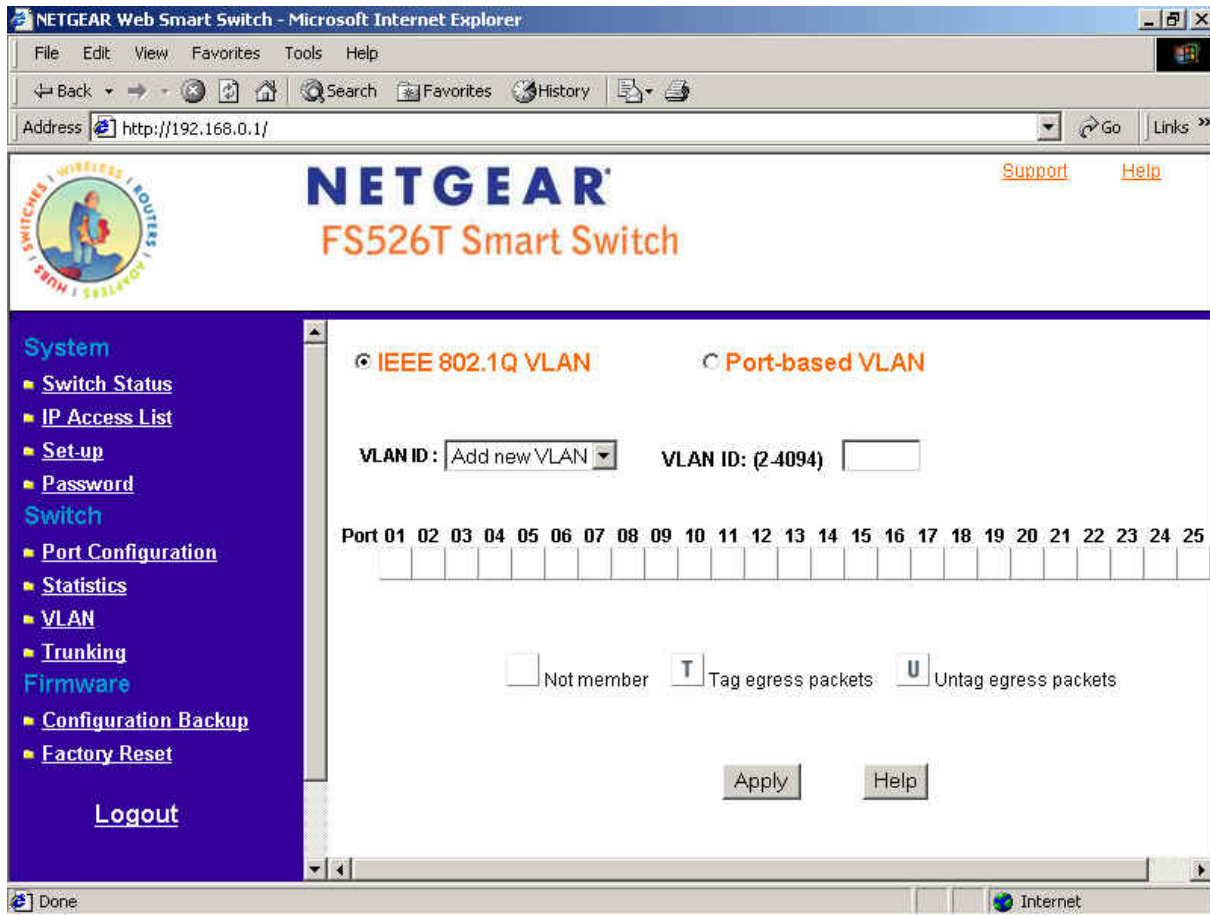 NETGEAR Web Smart Switch - Microsoft Internet Explorer
File Edit View Favorites Tools Help
Back Search Favorites History
Address http://192.168.0.1/ Go Links »
SWITCHES | WIRELESS | ROUTERS | ADAPTERS | HUBS
NETGEAR
FS526T Smart Switch
Support Help
System
Switch Status
IP Access List
Set-up
Password
Switch
Port Configuration
Statistics
VLAN
Trunking
Firmware
Configuration Backup
Factory Reset
Logout
IEEE 802.1Q VLAN Port-based VLAN
VLAN ID : Add new VLAN VLAN ID: (2-4094)
Port 01 02 03 04 05 06 07 08 09 10 11 12 13 14 15 16 17 18 19 20 21 22 23 24 25
Not member T Tag egress packets U Untag egress packets
Apply Help
Done Internet